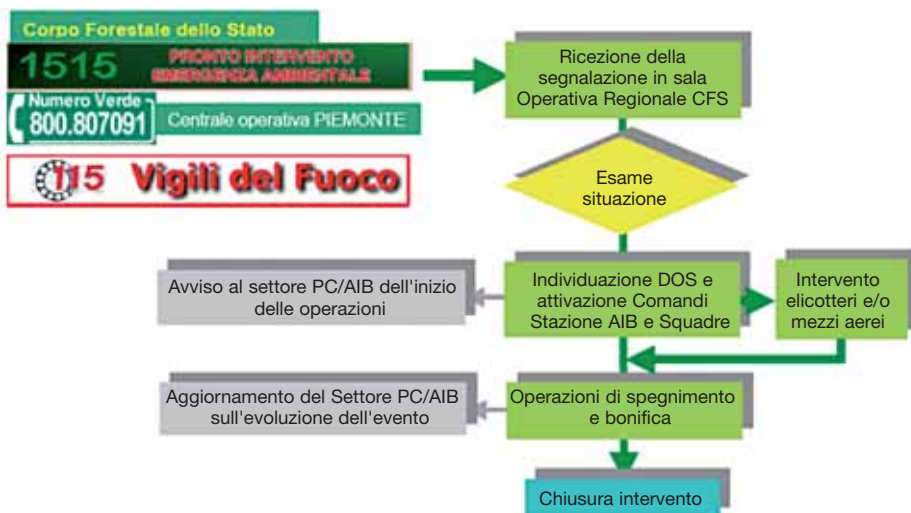 Corpo Forestale dello Stato
1515
PRONTO INTERVENTO
EMERGENZA AMBIENTALE
Numero Verde
800.807091
Centrale operativa PIEMONTE
115 Vigili del Fuoco
Ricezione della
segnalazione in sala
Operativa Regionale CFS
Esame
situazione
Avviso al settore PC/AIB dell'inizio
delle operazioni
Individuazione DOS e
attivazione Comandi
Stazione AIB e Squadre
Intervento
elicotteri e/o
mezzi aerei
Aggiornamento del Settore PC/AIB
sull'evoluzione dell'evento
Operazioni di spegnimento
e bonifica
Chiusura intervento